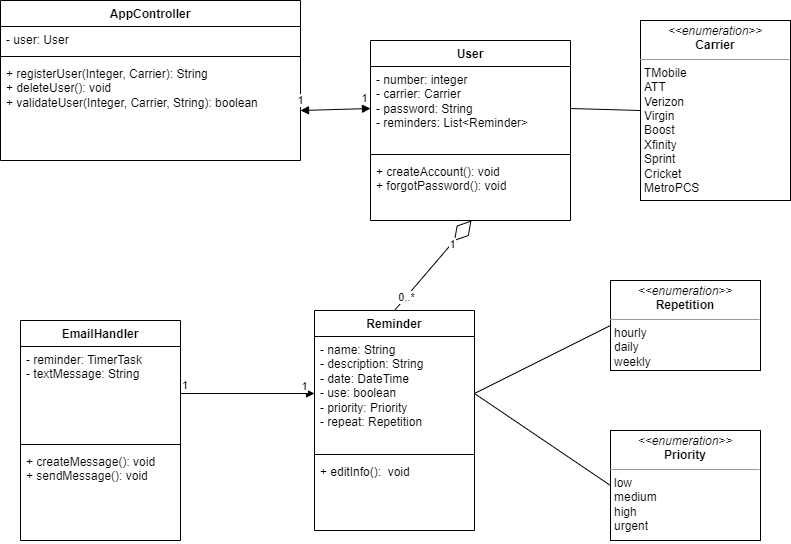 AppController
- user: User
+ registerUser(Integer, Carrier): String
+ deleteUser(): void
+ validateUser(Integer, Carrier, String): boolean
1
1
User
- number: integer
- carrier: Carrier
- password: String
- reminders: List<Reminder>
+ createAccount(): void
+ forgotPassword(): void
<<enumeration>>
Carrier
TMobile
ATT
Verizon
Virgin
Boost
Xfinity
Sprint
Cricket
MetroPCS
1
0..*
EmailHandler
- reminder: TimerTask
- textMessage: String
+ createMessage(): void
+ sendMessage(): void
1
1
Reminder
- name: String
- description: String
- date: DateTime
- use: boolean
- priority: Priority
- repeat: Repetition
+ editInfo(): void
<<enumeration>>
Repetition
hourly
daily
weekly
<<enumeration>>
Priority
low
medium
high
urgent